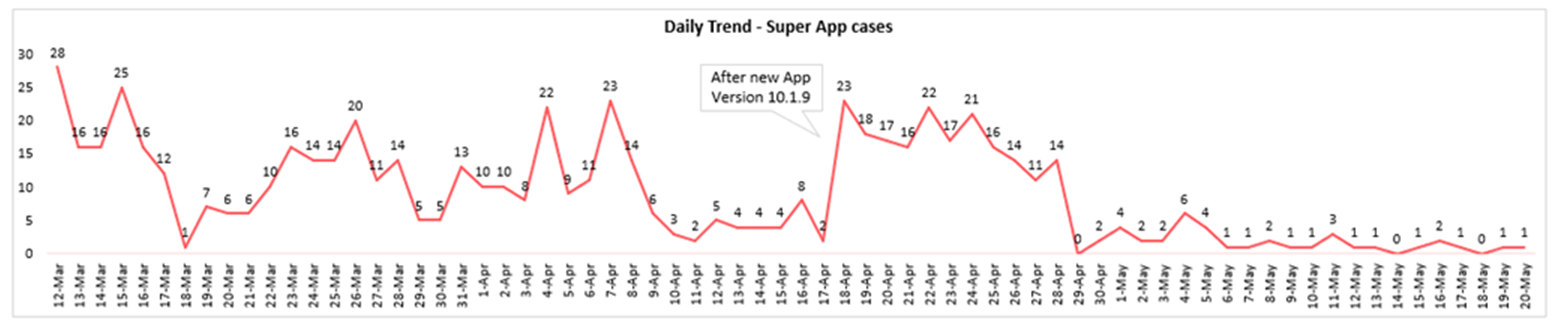 Daily Trend - Super App cases
After new App
Version 10.1.9
30
25
20
15
10
5
0
28 16 16 25 16 12 1 7 6 6 10 16 14 14 20 11 14 5 5 13 10 10 8 22 9 11 23 14 6 3 2 5 4 4 4 8 2 23 18 17 16 22 17 21 16 14 11 14 0 2 4 2 2 6 4 1 1 2 1 1 3 1 1 0 1 2 1 0 1 1
12-Mar 13-Mar 14-Mar 15-Mar 16-Mar 17-Mar 18-Mar 19-Mar 20-Mar 21-Mar 22-Mar 23-Mar 24-Mar 25-Mar 26-Mar 27-Mar 28-Mar 29-Mar 30-Mar 31-Mar 1-Apr 2-Apr 3-Apr 4-Apr 5-Apr 6-Apr 7-Apr 8-Apr 9-Apr 10-Apr 11-Apr 12-Apr 13-Apr 14-Apr 15-Apr 16-Apr 17-Apr 18-Apr 19-Apr 20-Apr 21-Apr 22-Apr 23-Apr 24-Apr 25-Apr 26-Apr 27-Apr 28-Apr 29-Apr 30-Apr 1-May 2-May 3-May 4-May 5-May 6-May 7-May 8-May 9-May 10-May 11-May 12-May 13-May 14-May 15-May 16-May 17-May 18-May 19-May 20-May